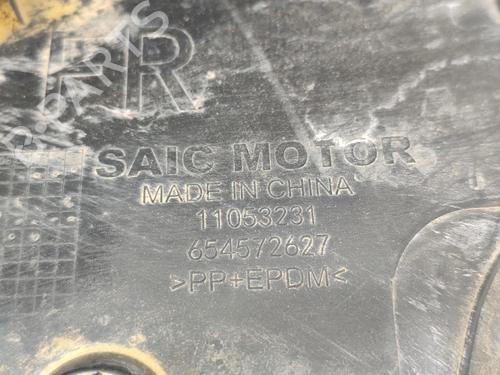 FR
SAIC MOTOR
MADE IN CHINA
11053231
654572627
>PP+EPDM<